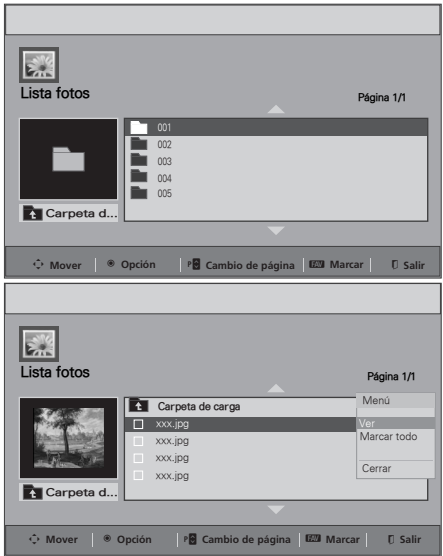 Lista fotos
Página 1/1
001
002
003
004
005
Carpeta d...
Mover
Opción
P Cambio de página
FAV Marcar
Salir
Lista fotos
Página 1/1
Carpeta de carga
xxx.jpg
xxx.jpg
xxx.jpg
xxx.jpg
Menú
Ver
Marcar todo
Cerrar
Carpeta d...
Mover
Opción
P Cambio de página
FAV Marcar
Salir